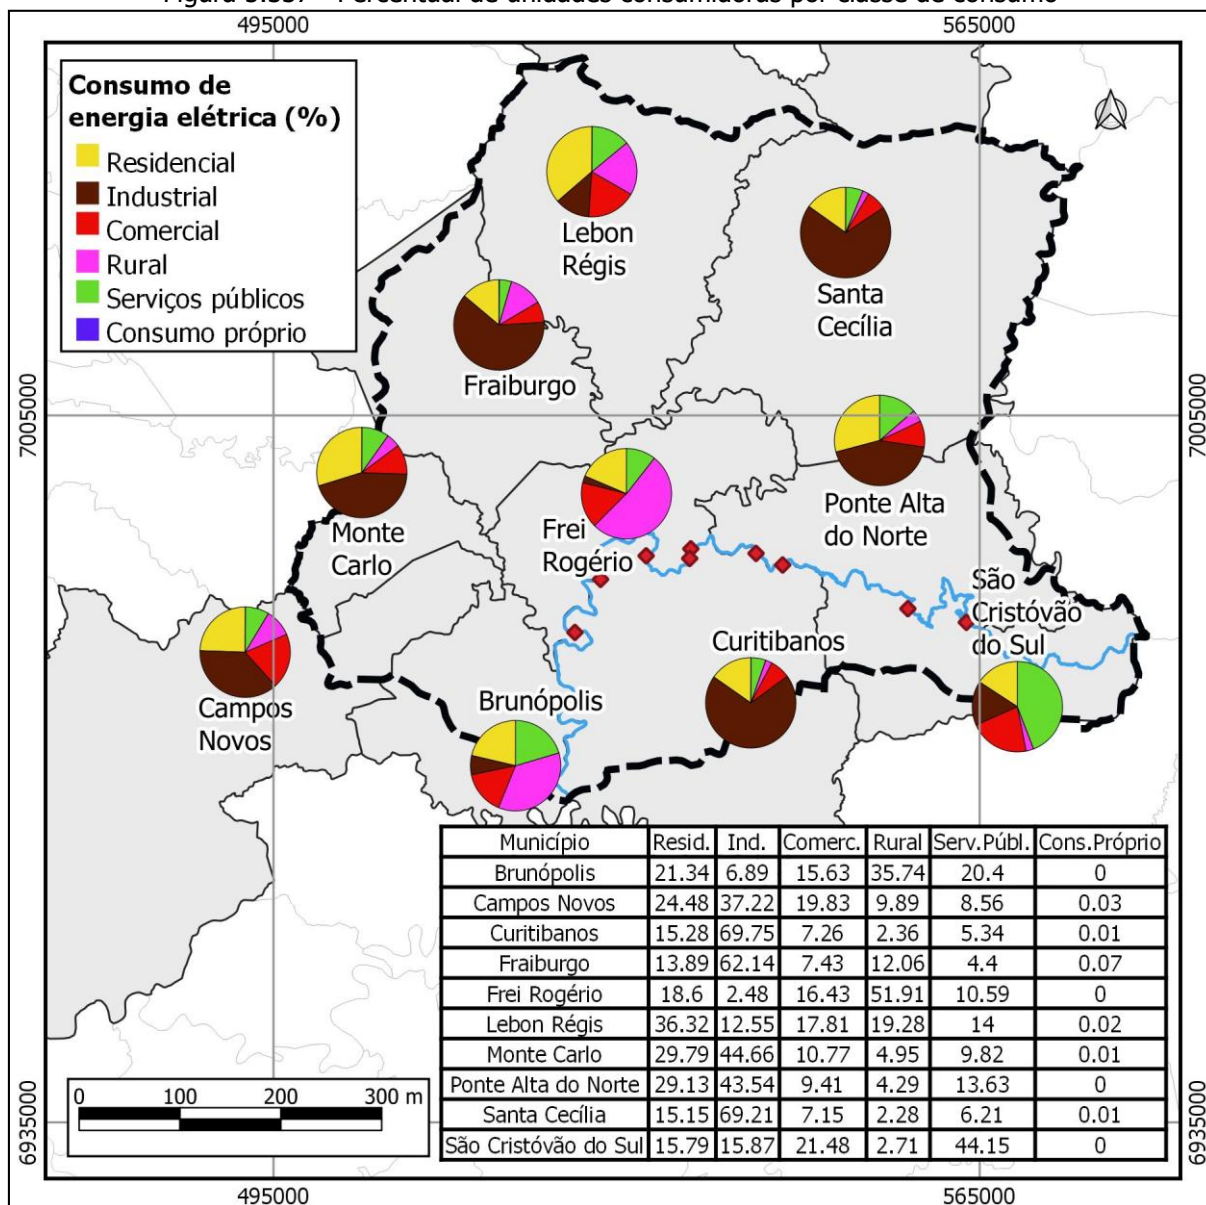 Figura 5.557 - Percentual de unidades consumidoras por classe de consumo
495000
565000
Consumo de
energia elétrica (%)
Residencial
Industrial
Comercial
Rural
Serviços públicos
Consumo próprio
Lebon
Régis
Santa
Cecília
Fraiburgo
7005000
7005000
Monte
Carlo
Frei
Rogério
Ponte Alta
do Norte
São
Cristóvão
do Sul
Curitibanos
Campos
Novos
Brunópolis
Município Resid. Ind. Comerc. Rural Serv.Públ. Cons.Próprio
Brunópolis 21.34 6.89 15.63 35.74 20.4 0
Campos Novos 24.48 37.22 19.83 9.89 8.56 0.03
Curitibanos 15.28 69.75 7.26 2.36 5.34 0.01
Fraiburgo 13.89 62.14 7.43 12.06 4.4 0.07
Frei Rogério 18.6 2.48 16.43 51.91 10.59 0
Lebon Régis 36.32 12.55 17.81 19.28 14 0.02
Monte Carlo 29.79 44.66 10.77 4.95 9.82 0.01
Ponte Alta do Norte 29.13 43.54 9.41 4.29 13.63 0
Santa Cecília 15.15 69.21 7.15 2.28 6.21 0.01
São Cristóvão do Sul 15.79 15.87 21.48 2.71 44.15 0
0 100 200 300 m
6935000
6935000
495000
565000